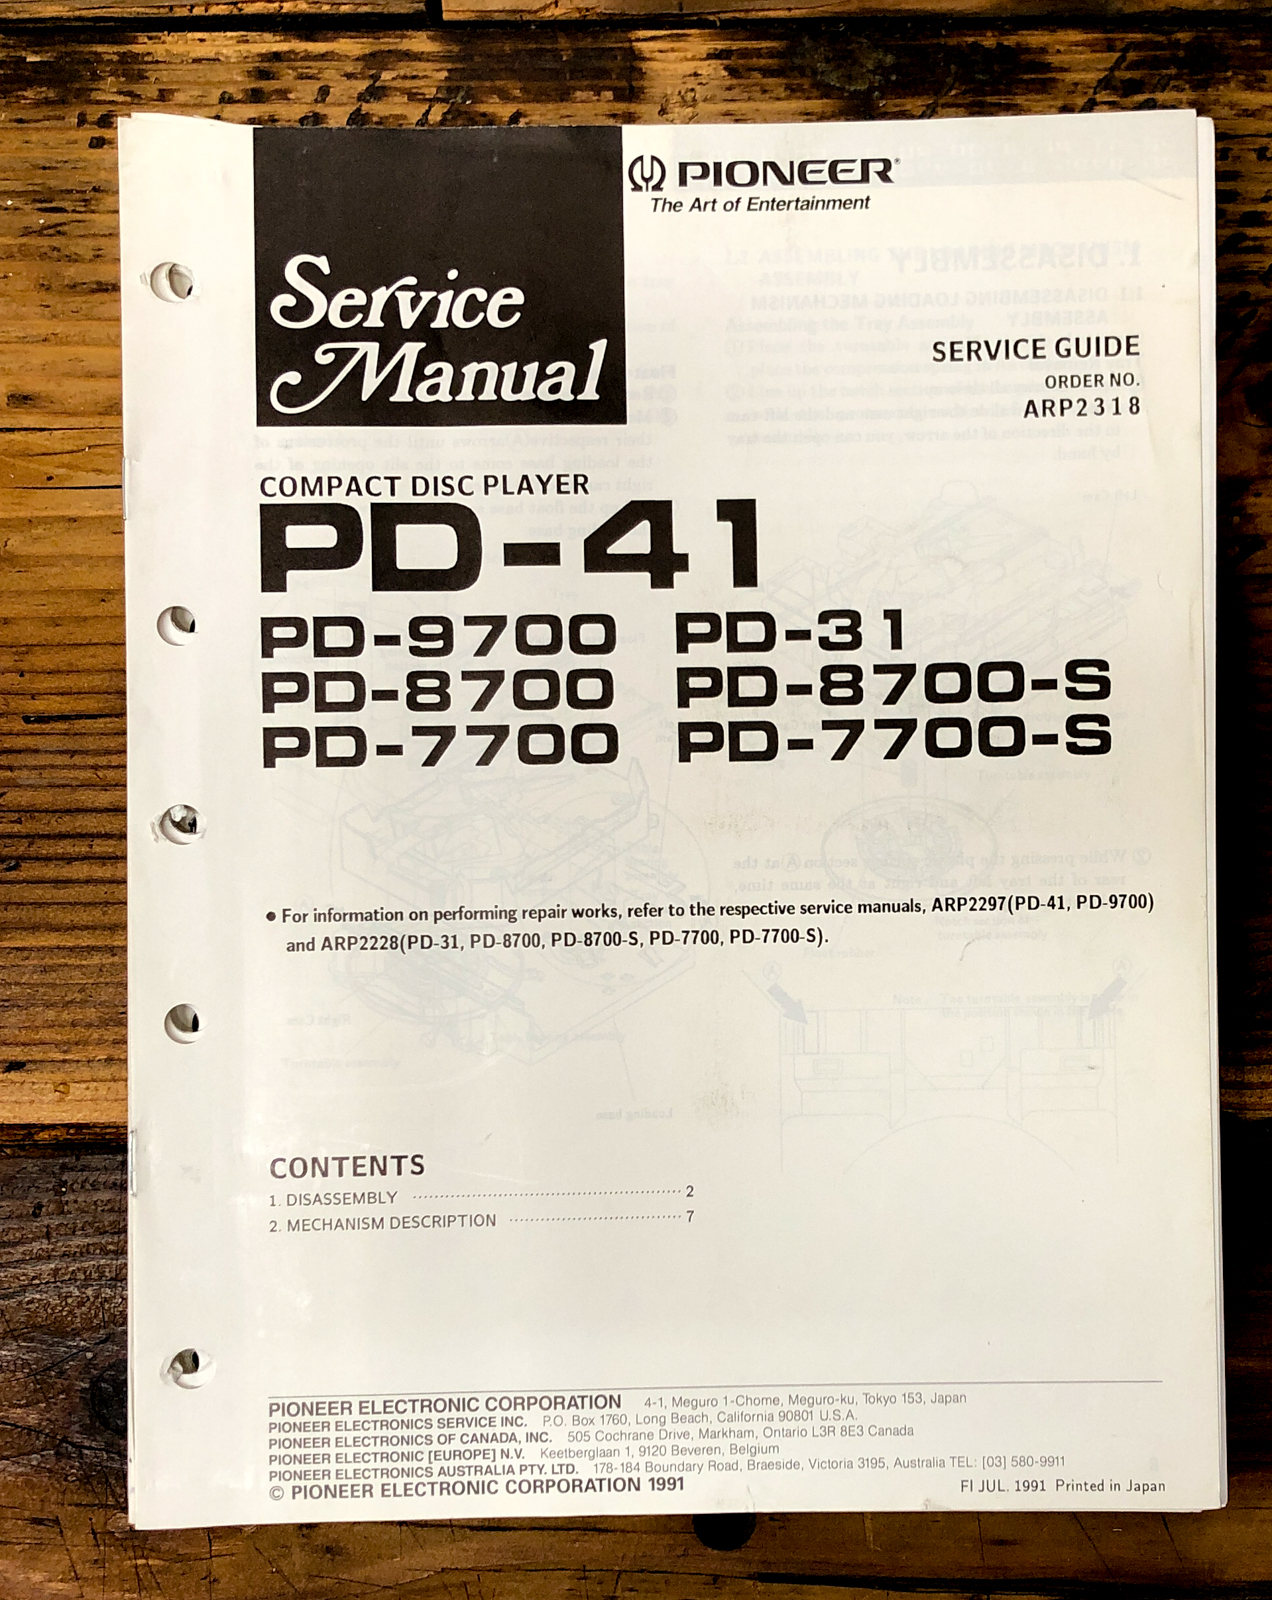 PIONEER®
The Art of Entertainment
Service
Manual
SERVICE GUIDE
ORDER NO.
ARP2318
COMPACT DISC PLAYER
PD-41
PD-9700 PD-31
PD-8700 PD-8700-S
PD-7700 PD-7700-S
● For information on performing repair works, refer to the respective service manuals, ARP2297(PD-41, PD-9700)
and ARP2228(PD-31, PD-8700, PD-8700-S, PD-7700, PD-7700-S).
CONTENTS
1. DISASSEMBLY 2
2. MECHANISM DESCRIPTION 7
PIONEER ELECTRONIC CORPORATION 4-1, Meguro 1-Chome, Meguro-ku, Tokyo 153, Japan
PIONEER ELECTRONICS SERVICE INC. P.O. Box 1760, Long Beach, California 90801 U.S.A.
PIONEER ELECTRONICS OF CANADA, INC. 505 Cochrane Drive, Markham, Ontario L3R 8E3 Canada
PIONEER ELECTRONIC [EUROPE] N.V. Keetberglaan 1, 9120 Beveren, Belgium
PIONEER ELECTRONICS AUSTRALIA PTY. LTD. 178-184 Boundary Road, Braeside, Victoria 3195, Australia TEL: [03] 580-9911
© PIONEER ELECTRONIC CORPORATION 1991 FI JUL. 1991 Printed in Japan